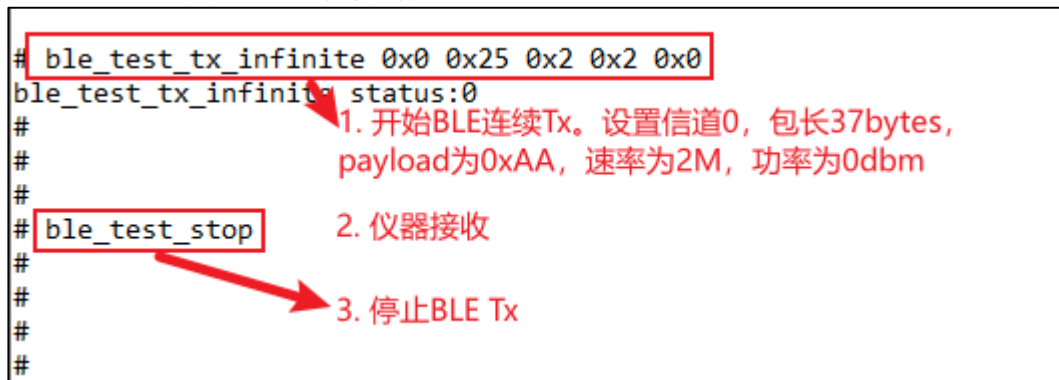 # ble_test_tx_infinite 0x0 0x25 0x2 0x2 0x0
ble_test_tx_infinite status:0
#
1. 开始BLE连续Tx。设置信道0，包长37bytes，
#
payload为0xAA，速率为2M，功率为0dbm
#
# ble_test_stop
2. 仪器接收
#
#
3. 停止BLE Tx
#
#